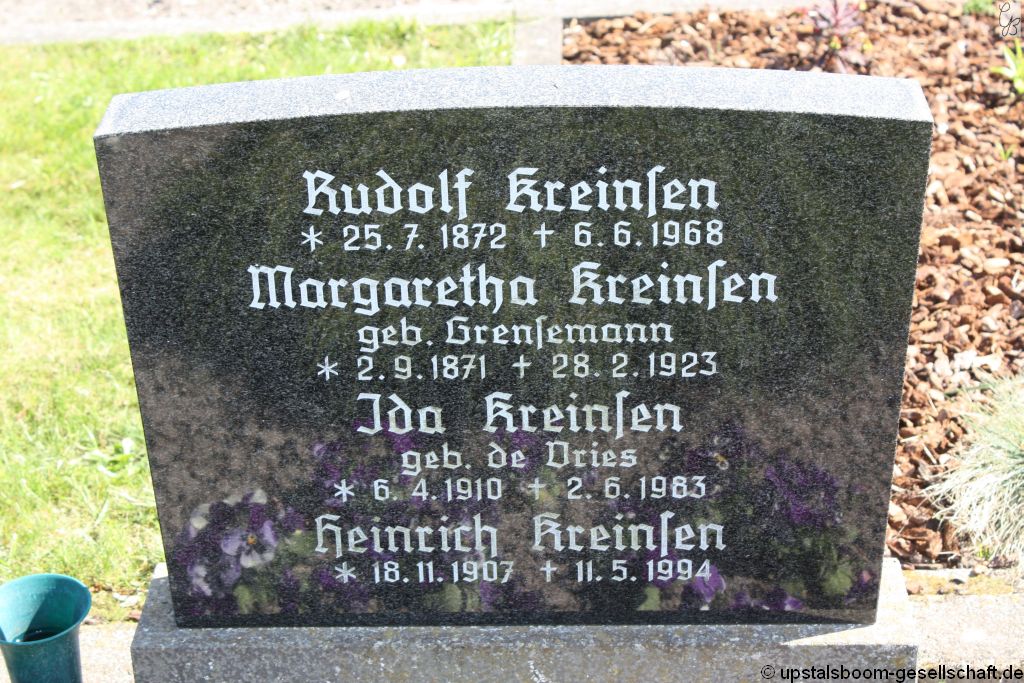 Rudolf Kreinſen
* 25. 7. 1872 † 6. 6. 1968
Margaretha Kreinſen
geb. Grenſemann
* 2. 9. 1871 † 28. 2. 1923
Ida Kreinſen
geb. de Vries
* 6. 4. 1910 † 2. 6. 1983
Heinrich Kreinſen
* 18. 11. 1907 † 11. 5. 1994
© upstalsboom-gesellschaft.de